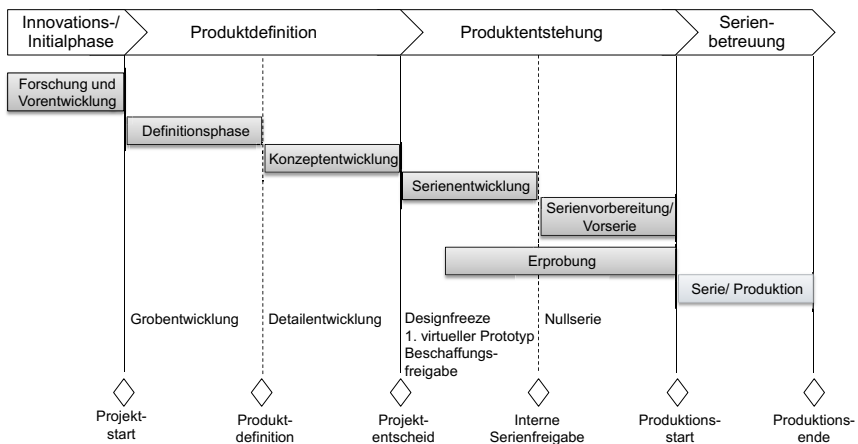 Innovations-/
Initialphase
Produktdefinition
Produktentstehung
Serien-
betreuung
Forschung und
Vorentwicklung
Definitionsphase
Konzeptentwicklung
Serienentwicklung
Serienvorbereitung/
Vorserie
Erprobung
Serie/ Produktion
Grobentwicklung
Detailentwicklung
Designfreeze
1. virtueller Prototyp
Beschaffungs-
freigabe
Nullserie
Projekt-
start
Produkt-
definition
Projekt-
entscheid
Interne
Serienfreigabe
Produktions-
start
Produktions-
ende